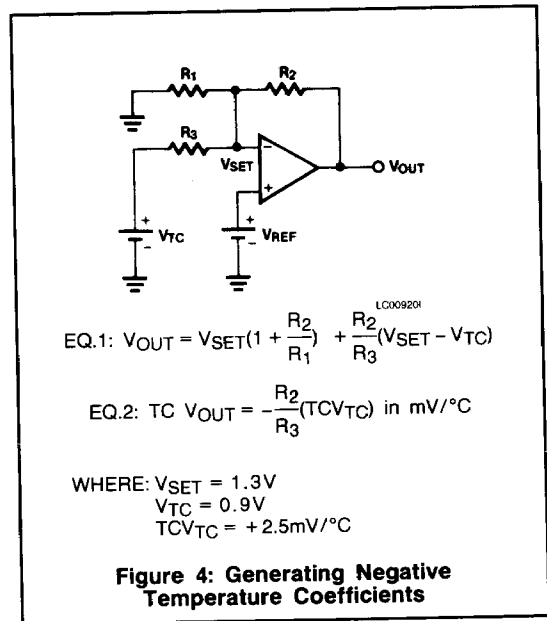 R1
R2
R3
VSET
−
+
VOUT
+
−
VTC
+
−
VREF
LC00920I
EQ.1: VOUT = VSET(1 + R2/R1) + R2/R3(VSET − VTC)
EQ.2: TC VOUT = −R2/R3(TCVTC) in mV/°C
WHERE: VSET = 1.3V
VTC = 0.9V
TCVTC = +2.5mV/°C
Figure 4: Generating Negative
Temperature Coefficients